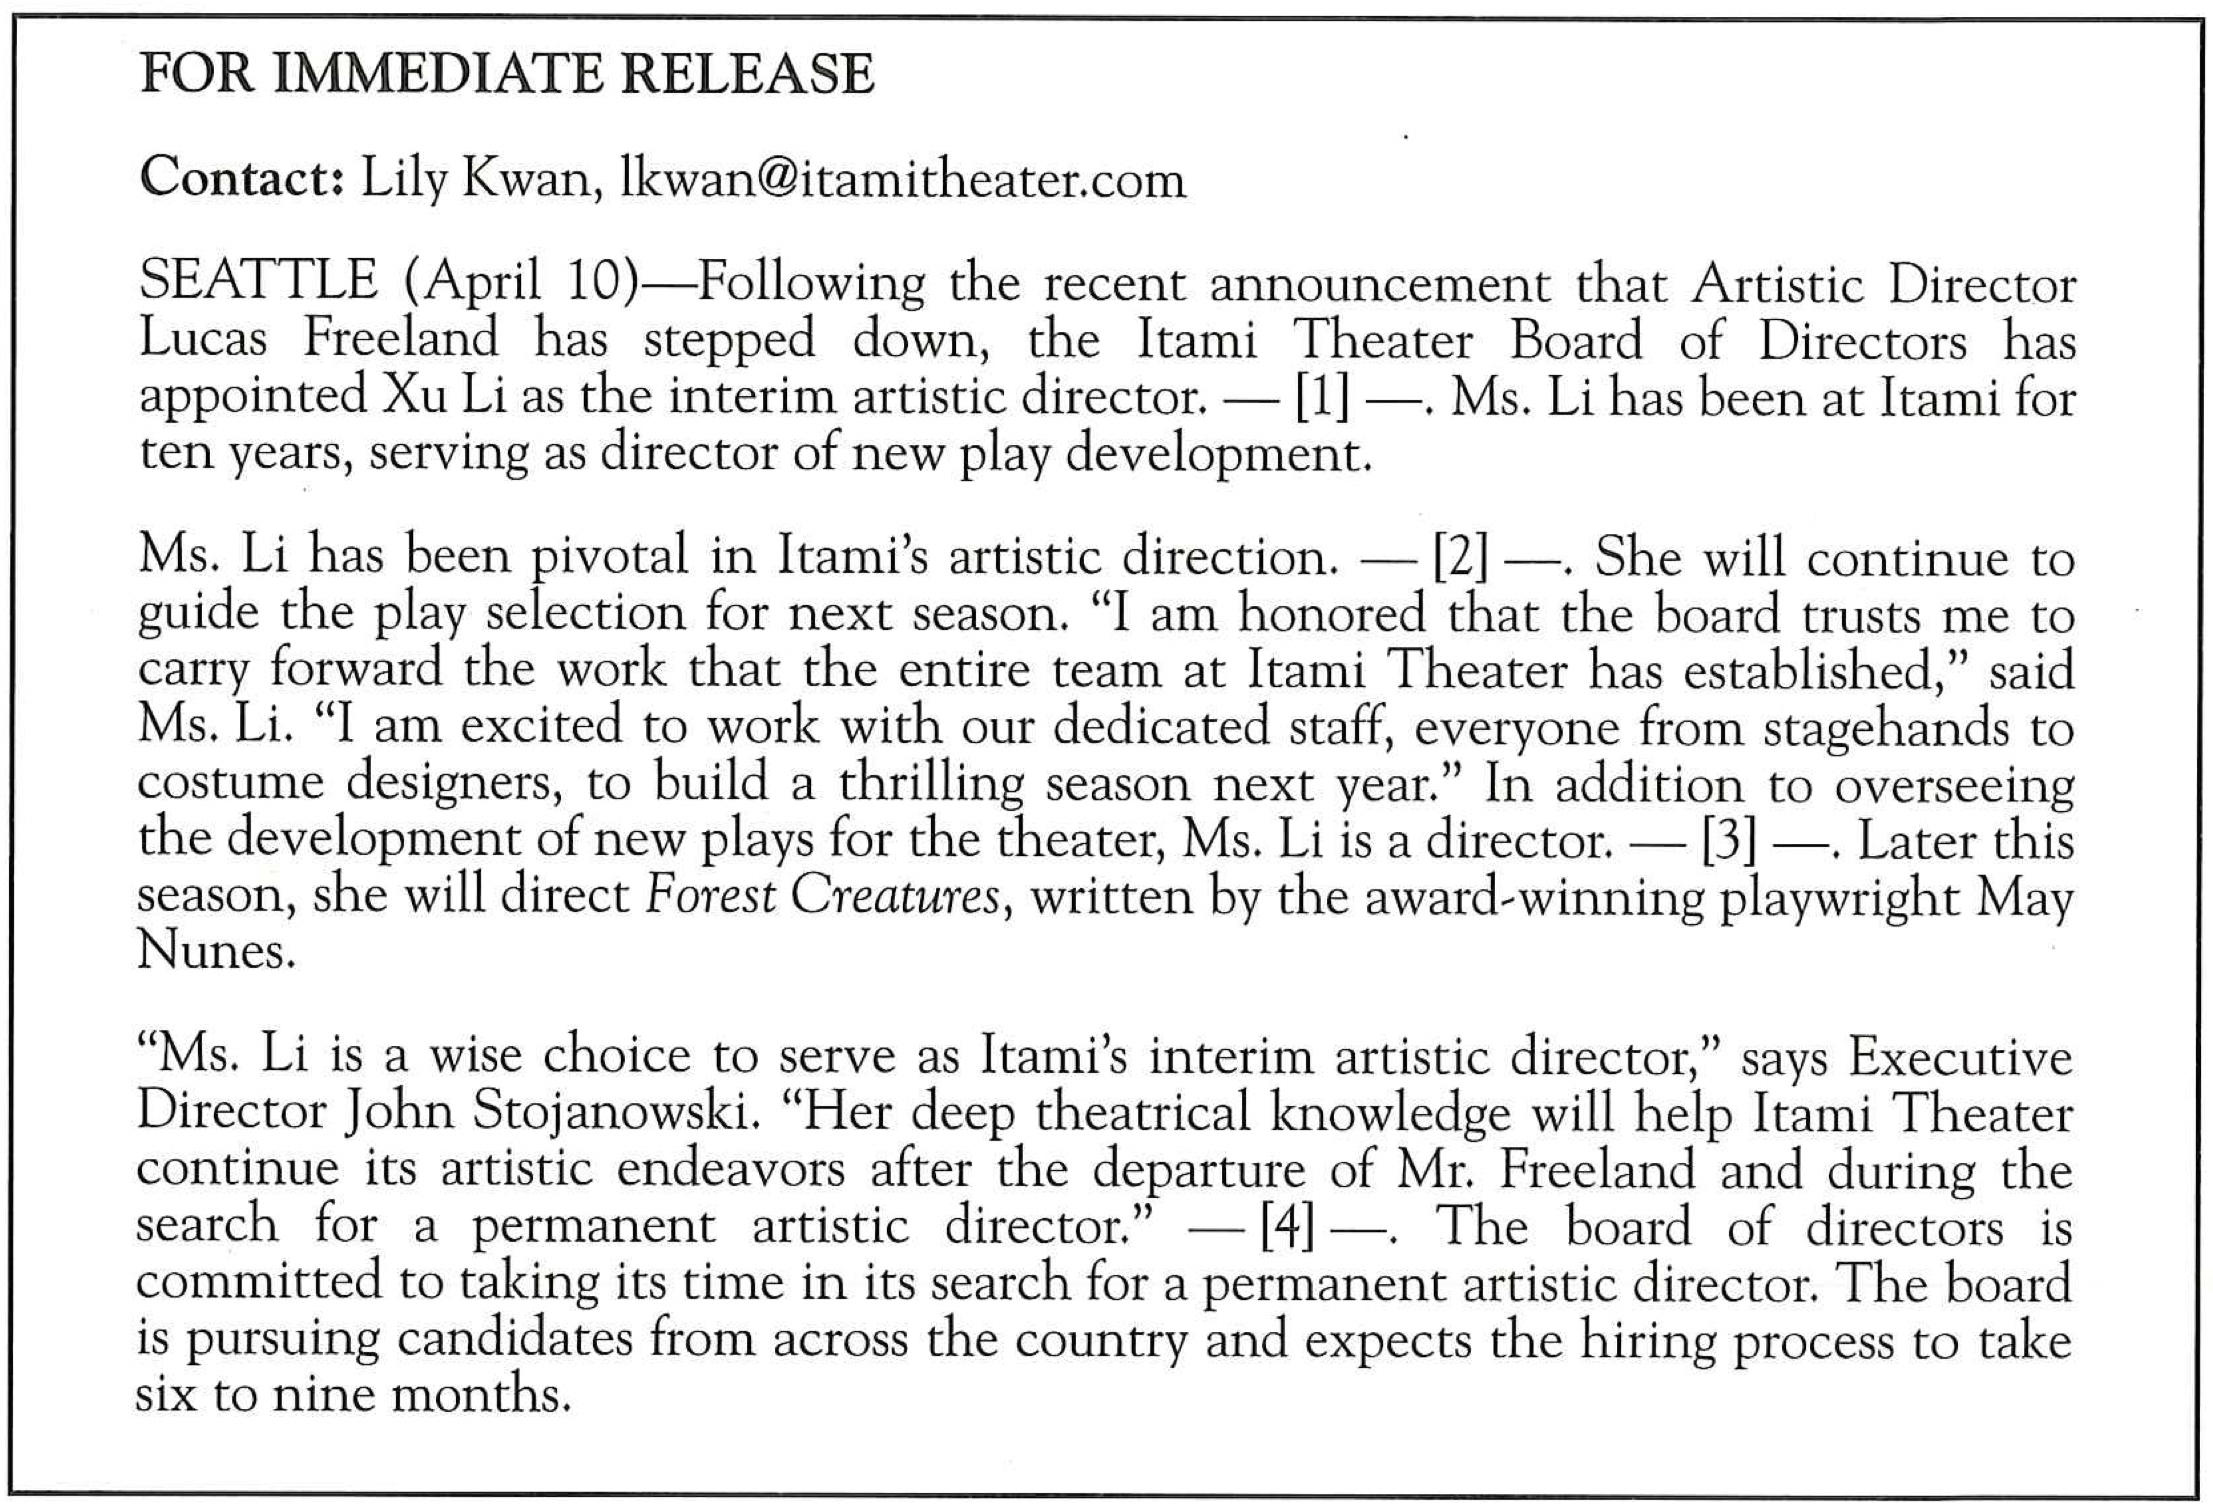 FOR IMMEDIATE RELEASE
Contact: Lily Kwan, lkwan@itamitheater.com
SEATTLE (April 10)—Following the recent announcement that Artistic Director
Lucas Freeland has stepped down, the Itami Theater Board of Directors has
appointed Xu Li as the interim artistic director. — [1] —. Ms. Li has been at Itami for
ten years, serving as director of new play development.
Ms. Li has been pivotal in Itami’s artistic direction. — [2] —. She will continue to
guide the play selection for next season. “I am honored that the board trusts me to
carry forward the work that the entire team at Itami Theater has established,” said
Ms. Li. “I am excited to work with our dedicated staff, everyone from stagehands to
costume designers, to build a thrilling season next year.” In addition to overseeing
the development of new plays for the theater, Ms. Li is a director. — [3] —. Later this
season, she will direct Forest Creatures, written by the award-winning playwright May
Nunes.
“Ms. Li is a wise choice to serve as Itami’s interim artistic director,” says Executive
Director John Stojanowski. “Her deep theatrical knowledge will help Itami Theater
continue its artistic endeavors after the departure of Mr. Freeland and during the
search for a permanent artistic director.” — [4] —. The board of directors is
committed to taking its time in its search for a permanent artistic director. The board
is pursuing candidates from across the country and expects the hiring process to take
six to nine months.